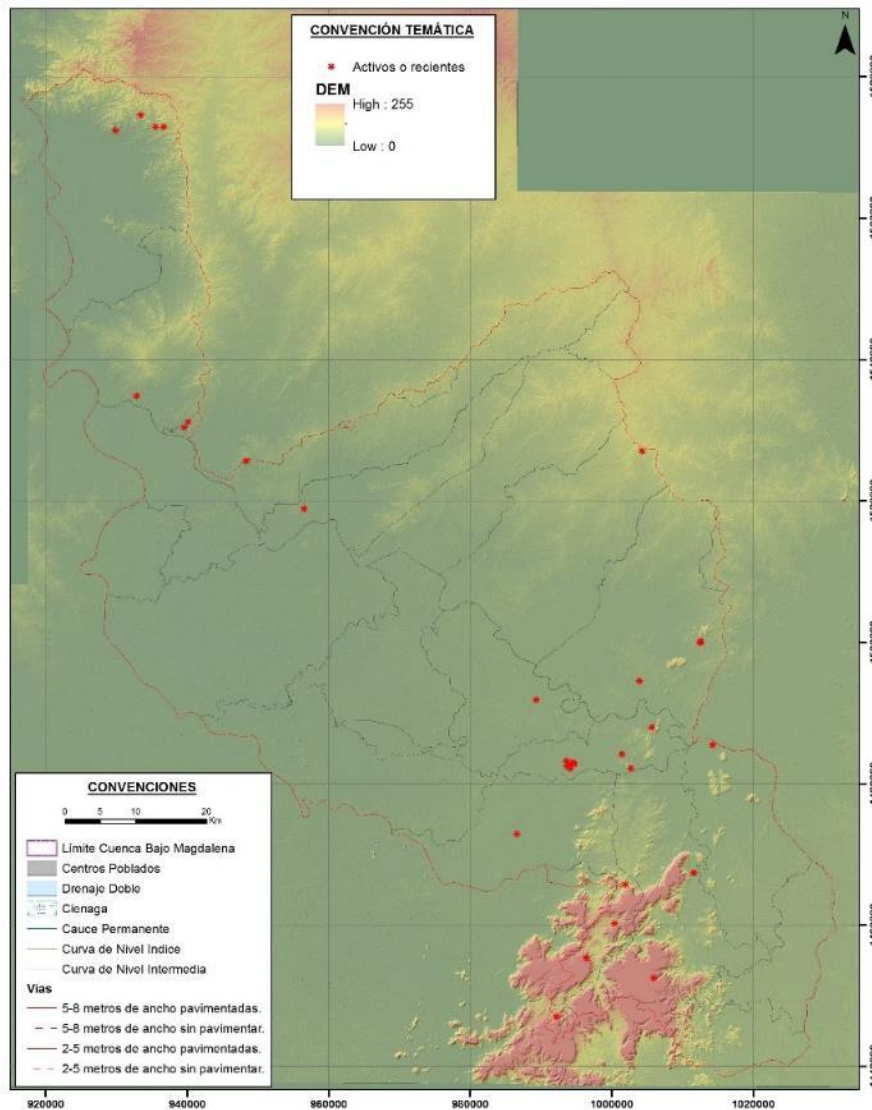 CONVENCIÓN TEMÁTICA
Activos o recientes
DEM
High : 255
Low : 0
N
CONVENCIONES
0 5 10 20
Km
Límite Cuenca Bajo Magdalena
Centros Poblados
Drenaje Doble
Cienaga
Cauce Permanente
Curva de Nivel Indice
Curva de Nivel Intermedia
Vías
5-8 metros de ancho pavimentadas.
5-8 metros de ancho sin pavimentar.
2-5 metros de ancho pavimentadas.
2-5 metros de ancho sin pavimentar.
920000 940000 960000 980000 1000000 1020000